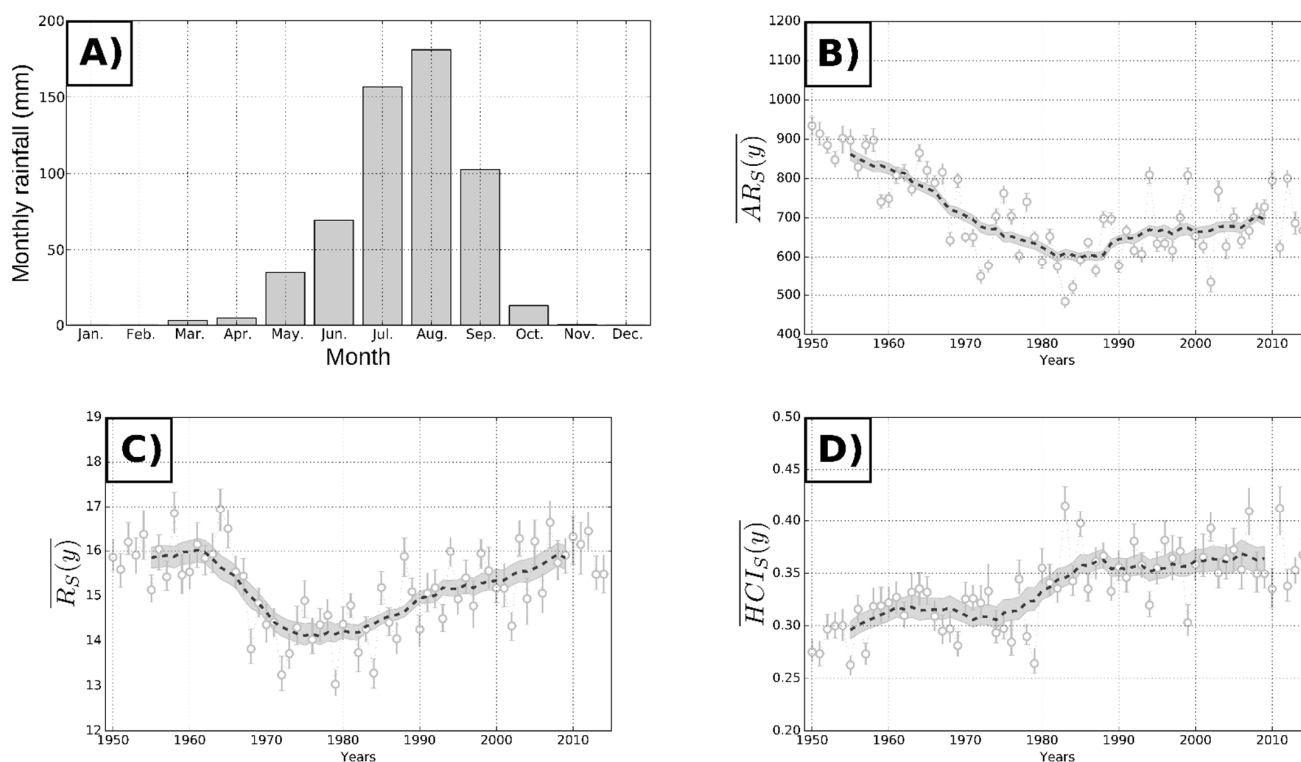 A)
Monthly rainfall (mm)
200
150
100
50
0
Jan. Feb. Mar. Apr. May. Jun. Jul. Aug. Sep. Oct. Nov. Dec.
Month
B)
AR_S(y)
1200
1100
1000
900
800
700
600
500
400
1950 1960 1970 1980 1990 2000 2010
Years
C)
R_S(y)
19
18
17
16
15
14
13
12
1950 1960 1970 1980 1990 2000 2010
Years
D)
HCI_S(y)
0.50
0.45
0.40
0.35
0.30
0.25
0.20
1950 1960 1970 1980 1990 2000 2010
Years